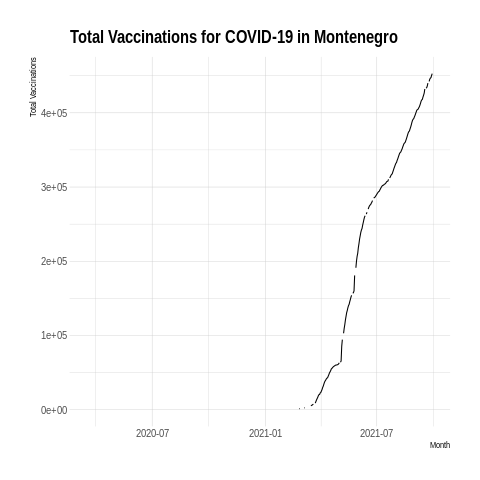 Total Vaccinations for COVID-19 in Montenegro
Total Vaccinations
4e+05
3e+05
2e+05
1e+05
0e+00
2020-07 2021-01 2021-07
Month